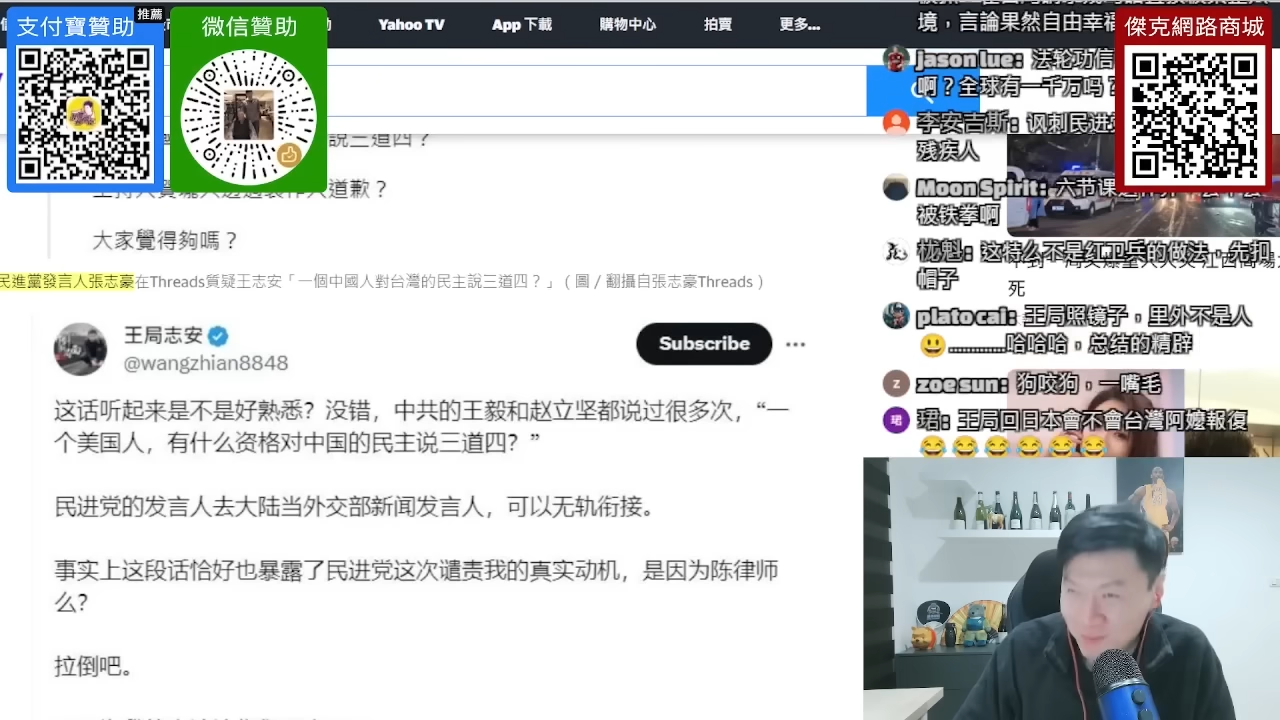 支付寶贊助
推薦
微信贊助
Yahoo TV
App 下載
購物中心
拍賣
更多...
傑克網路商城
說三道四？
道歉？
大家覺得夠嗎？
民進黨發言人張志豪在Threads質疑王志安「一個中國人對台灣的民主說三道四？」（圖 / 翻攝自張志豪Threads）
王局志安
@wangzhian8848
Subscribe
这话听起来是不是好熟悉？没错，中共的王毅和赵立坚都说过很多次，“一
个美国人，有什么资格对中国的民主说三道四？”
民进党的发言人去大陆当外交部新闻发言人，可以无轨衔接。
事实上这段话恰好也暴露了民进党这次谴责我的真实动机，是因为陈律师
么？
拉倒吧。
境，言論果然自由幸福
jason lue: 法轮功信
啊？全球有一千万吗？
李安吉斯: 讽刺民进党
残疾人
Moon Spirit: 六节课
被铁拳啊
优魁: 这特么不是红卫兵的做法，先扣
帽子
死
plato cai: 王局照镜子，里外不是人
😃............哈哈哈，总结的精辟
zoe sun: 狗咬狗，一嘴毛
珺: 王局回日本會不會台灣阿嬤報復
😂😂😂😂😂😂